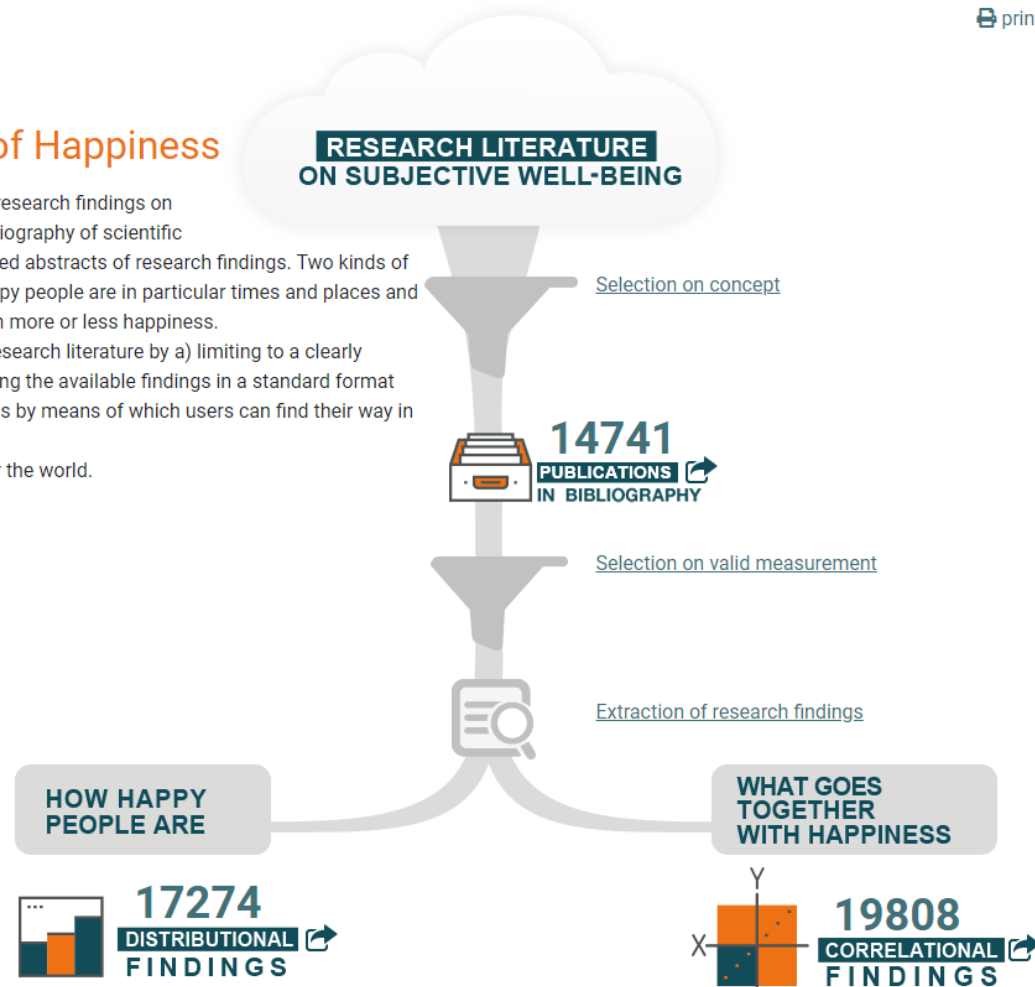 prin
of Happiness
RESEARCH LITERATURE
ON SUBJECTIVE WELL-BEING
research findings on
iography of scientific
ed abstracts of research findings. Two kinds of
ppy people are in particular times and places and
n more or less happiness.
esearch literature by a) limiting to a clearly
ng the available findings in a standard format
s by means of which users can find their way in
r the world.
Selection on concept
14741
PUBLICATIONS
IN BIBLIOGRAPHY
Selection on valid measurement
Extraction of research findings
HOW HAPPY
PEOPLE ARE
WHAT GOES
TOGETHER
WITH HAPPINESS
17274
DISTRIBUTIONAL
FINDINGS
Y
X
19808
CORRELATIONAL
FINDINGS